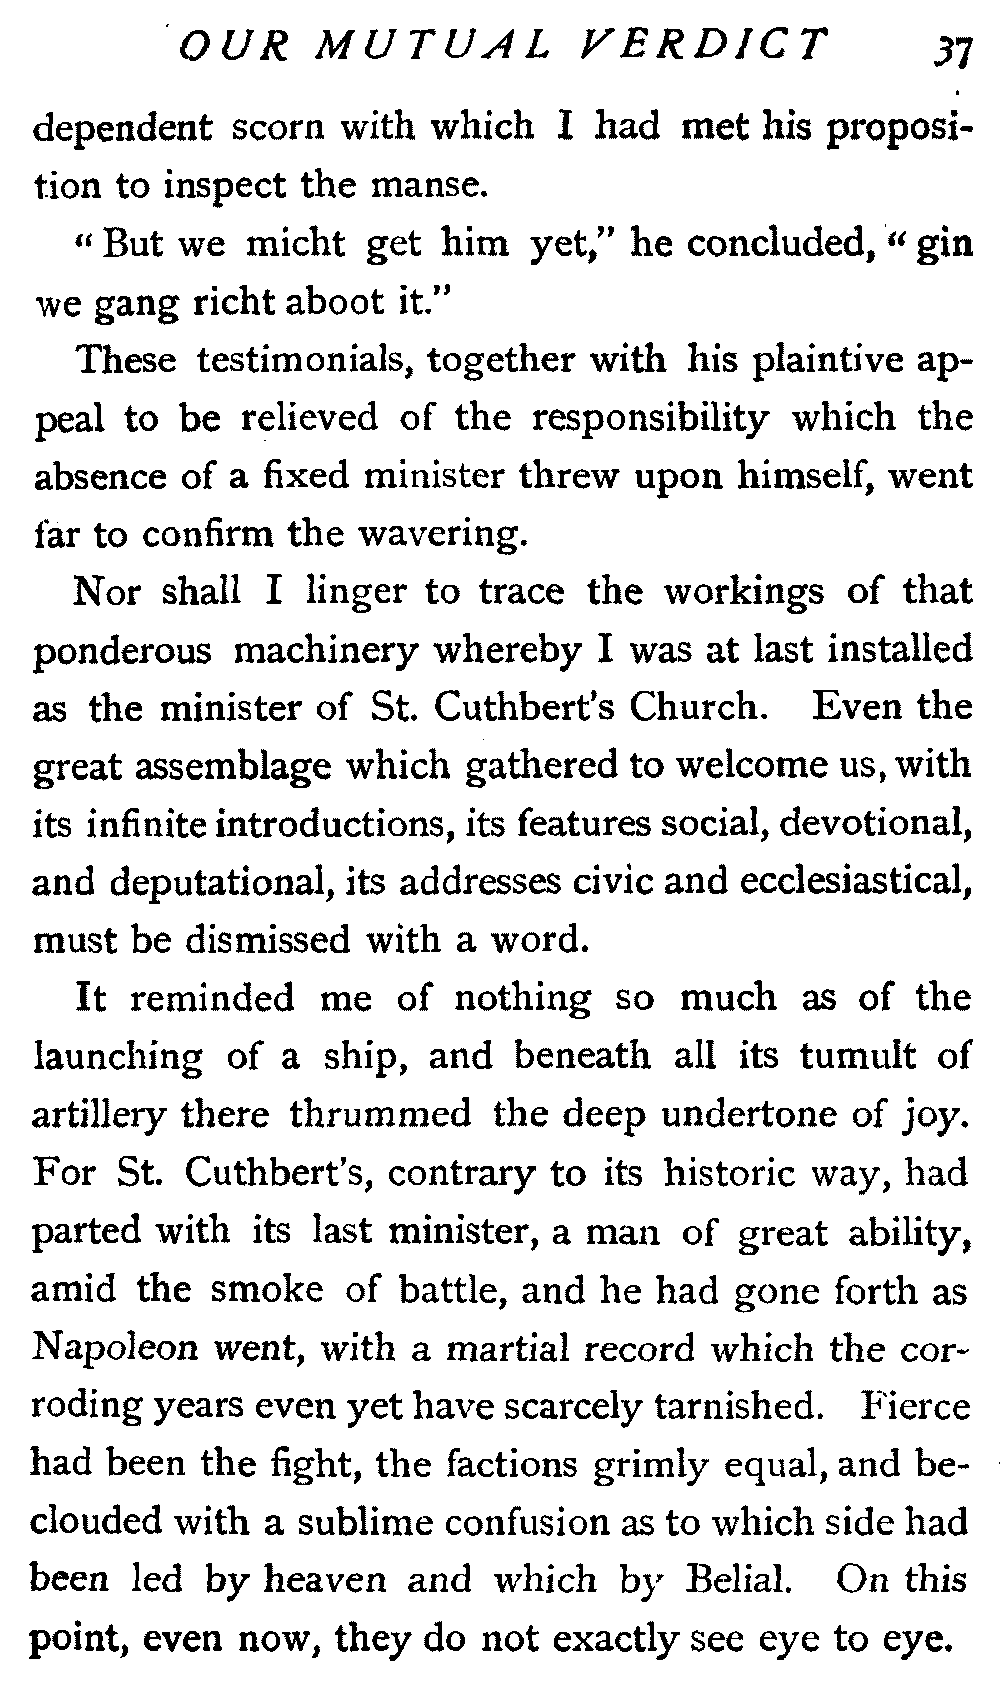 OUR MUTUAL VERDICT 37
dependent scorn with which I had met his proposi-
tion to inspect the manse.
“ But we micht get him yet,” he concluded, “ gin
we gang richt aboot it.”
These testimonials, together with his plaintive ap-
peal to be relieved of the responsibility which the
absence of a fixed minister threw upon himself, went
far to confirm the wavering.
Nor shall I linger to trace the workings of that
ponderous machinery whereby I was at last installed
as the minister of St. Cuthbert's Church. Even the
great assemblage which gathered to welcome us, with
its infinite introductions, its features social, devotional,
and deputational, its addresses civic and ecclesiastical,
must be dismissed with a word.
It reminded me of nothing so much as of the
launching of a ship, and beneath all its tumult of
artillery there thrummed the deep undertone of joy.
For St. Cuthbert's, contrary to its historic way, had
parted with its last minister, a man of great ability,
amid the smoke of battle, and he had gone forth as
Napoleon went, with a martial record which the cor-
roding years even yet have scarcely tarnished. Fierce
had been the fight, the factions grimly equal, and be-
clouded with a sublime confusion as to which side had
been led by heaven and which by Belial. On this
point, even now, they do not exactly see eye to eye.